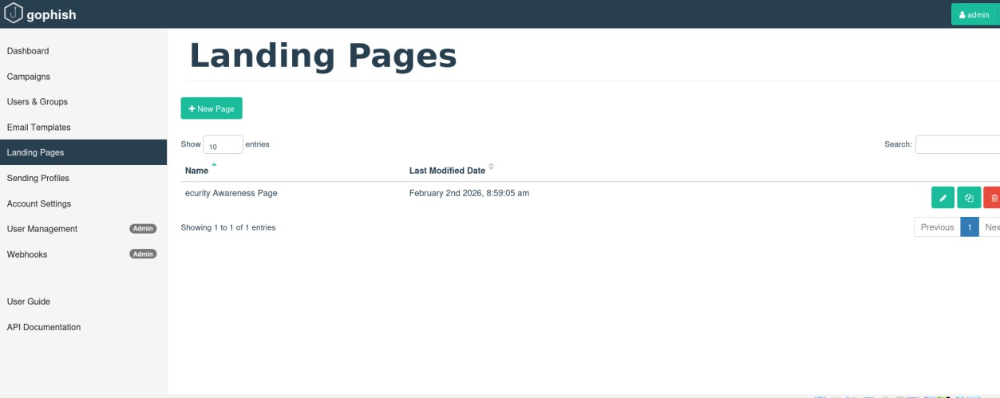 gophish
admin
Dashboard
Campaigns
Users & Groups
Email Templates
Landing Pages
Sending Profiles
Account Settings
User Management Admin
Webhooks Admin
User Guide
API Documentation
Landing Pages
+ New Page
Show 10 entries
Search:
Name Last Modified Date
ecurity Awareness Page February 2nd 2026, 8:59:05 am
Showing 1 to 1 of 1 entries
Previous 1 Nex